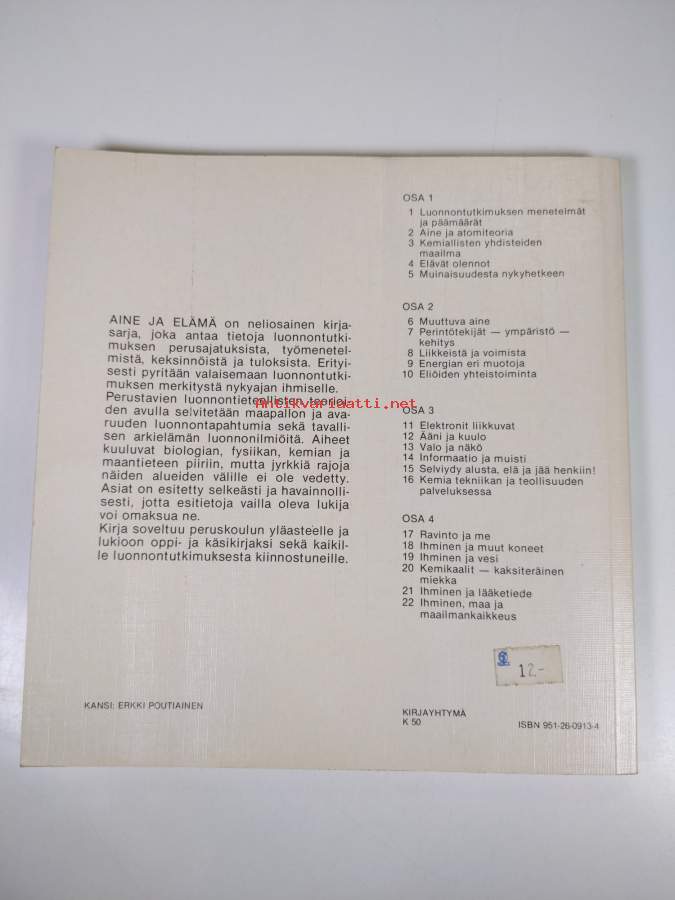 AINE JA ELÄMÄ on neliosainen kirja-
sarja, joka antaa tietoja luonnontutki-
muksen perusajatuksista, työmenetel-
mistä, keksinnöistä ja tuloksista. Erityi-
sesti pyritään valaisemaan luonnontutki-
muksen merkitystä nykyajan ihmiselle.
Perustavien luonnontieteellisten teorioi-
den avulla selvitetään maapallon ja ava-
ruuden luonnontapahtumia sekä tavalli-
sen arkielämän luonnonilmiöitä. Aiheet
kuuluvat biologian, fysiikan, kemian ja
maantieteen piiriin, mutta jyrkkiä rajoja
näiden alueiden välille ei ole vedetty.
Asiat on esitetty selkeästi ja havainnolli-
sesti, jotta esitietoja vailla oleva lukija
voi omaksua ne.
Kirja soveltuu peruskoulun yläasteelle ja
lukioon oppi- ja käsikirjaksi sekä kaikil-
le luonnontutkimuksesta kiinnostuneille.
KANSI: ERKKI POUTIAINEN
OSA 1
1 Luonnontutkimuksen menetelmät
ja päämäärät
2 Aine ja atomiteoria
3 Kemiallisten yhdisteiden
maailma
4 Elävät olennot
5 Muinaisuudesta nykyhetkeen
OSA 2
6 Muuttuva aine
7 Perintötekijät — ympäristö —
kehitys
8 Liikkeistä ja voimista
9 Energian eri muotoja
10 Eliöiden yhteistoiminta
Antikvariaatti.net
OSA 3
11 Elektronit liikkuvat
12 Ääni ja kuulo
13 Valo ja näkö
14 Informaatio ja muisti
15 Selviydy alusta, elä ja jää henkiin!
16 Kemia tekniikan ja teollisuuden
palveluksessa
OSA 4
17 Ravinto ja me
18 Ihminen ja muut koneet
19 Ihminen ja vesi
20 Kemikaalit — kaksiteräinen
miekka
21 Ihminen ja lääketiede
22 Ihminen, maa ja
maailmankaikkeus
12.-
KIRJAYHTYMÄ
K 50
ISBN 951-26-0913-4